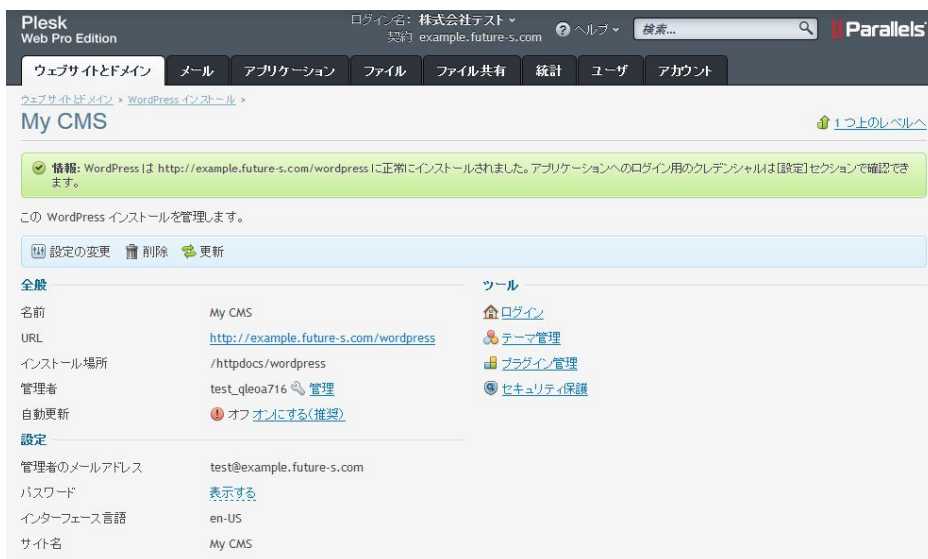 Plesk
Web Pro Edition
ログイン名: 株式会社テスト
契約 example.future-s.com
ヘルプ
検索...
Parallels
ウェブサイトとドメイン メール アプリケーション ファイル ファイル共有 統計 ユーザ アカウント
ウェブサイトとドメイン > WordPress インストール >
My CMS
1 つ上のレベルへ
情報: WordPress は http://example.future-s.com/wordpress に正常にインストールされました。アプリケーションへのログイン用のクレデンシャルは[設定]セクションで確認でき
ます。
この WordPress インストールを管理します。
設定の変更 削除 更新
全般
名前 My CMS
URL http://example.future-s.com/wordpress
インストール場所 /httpdocs/wordpress
管理者 test_qleoa716 管理
自動更新 オフ オンにする(推奨)
設定
管理者のメールアドレス test@example.future-s.com
パスワード 表示する
インターフェース言語 en-US
サイト名 My CMS
ツール
ログイン
テーマ管理
プラグイン管理
セキュリティ保護